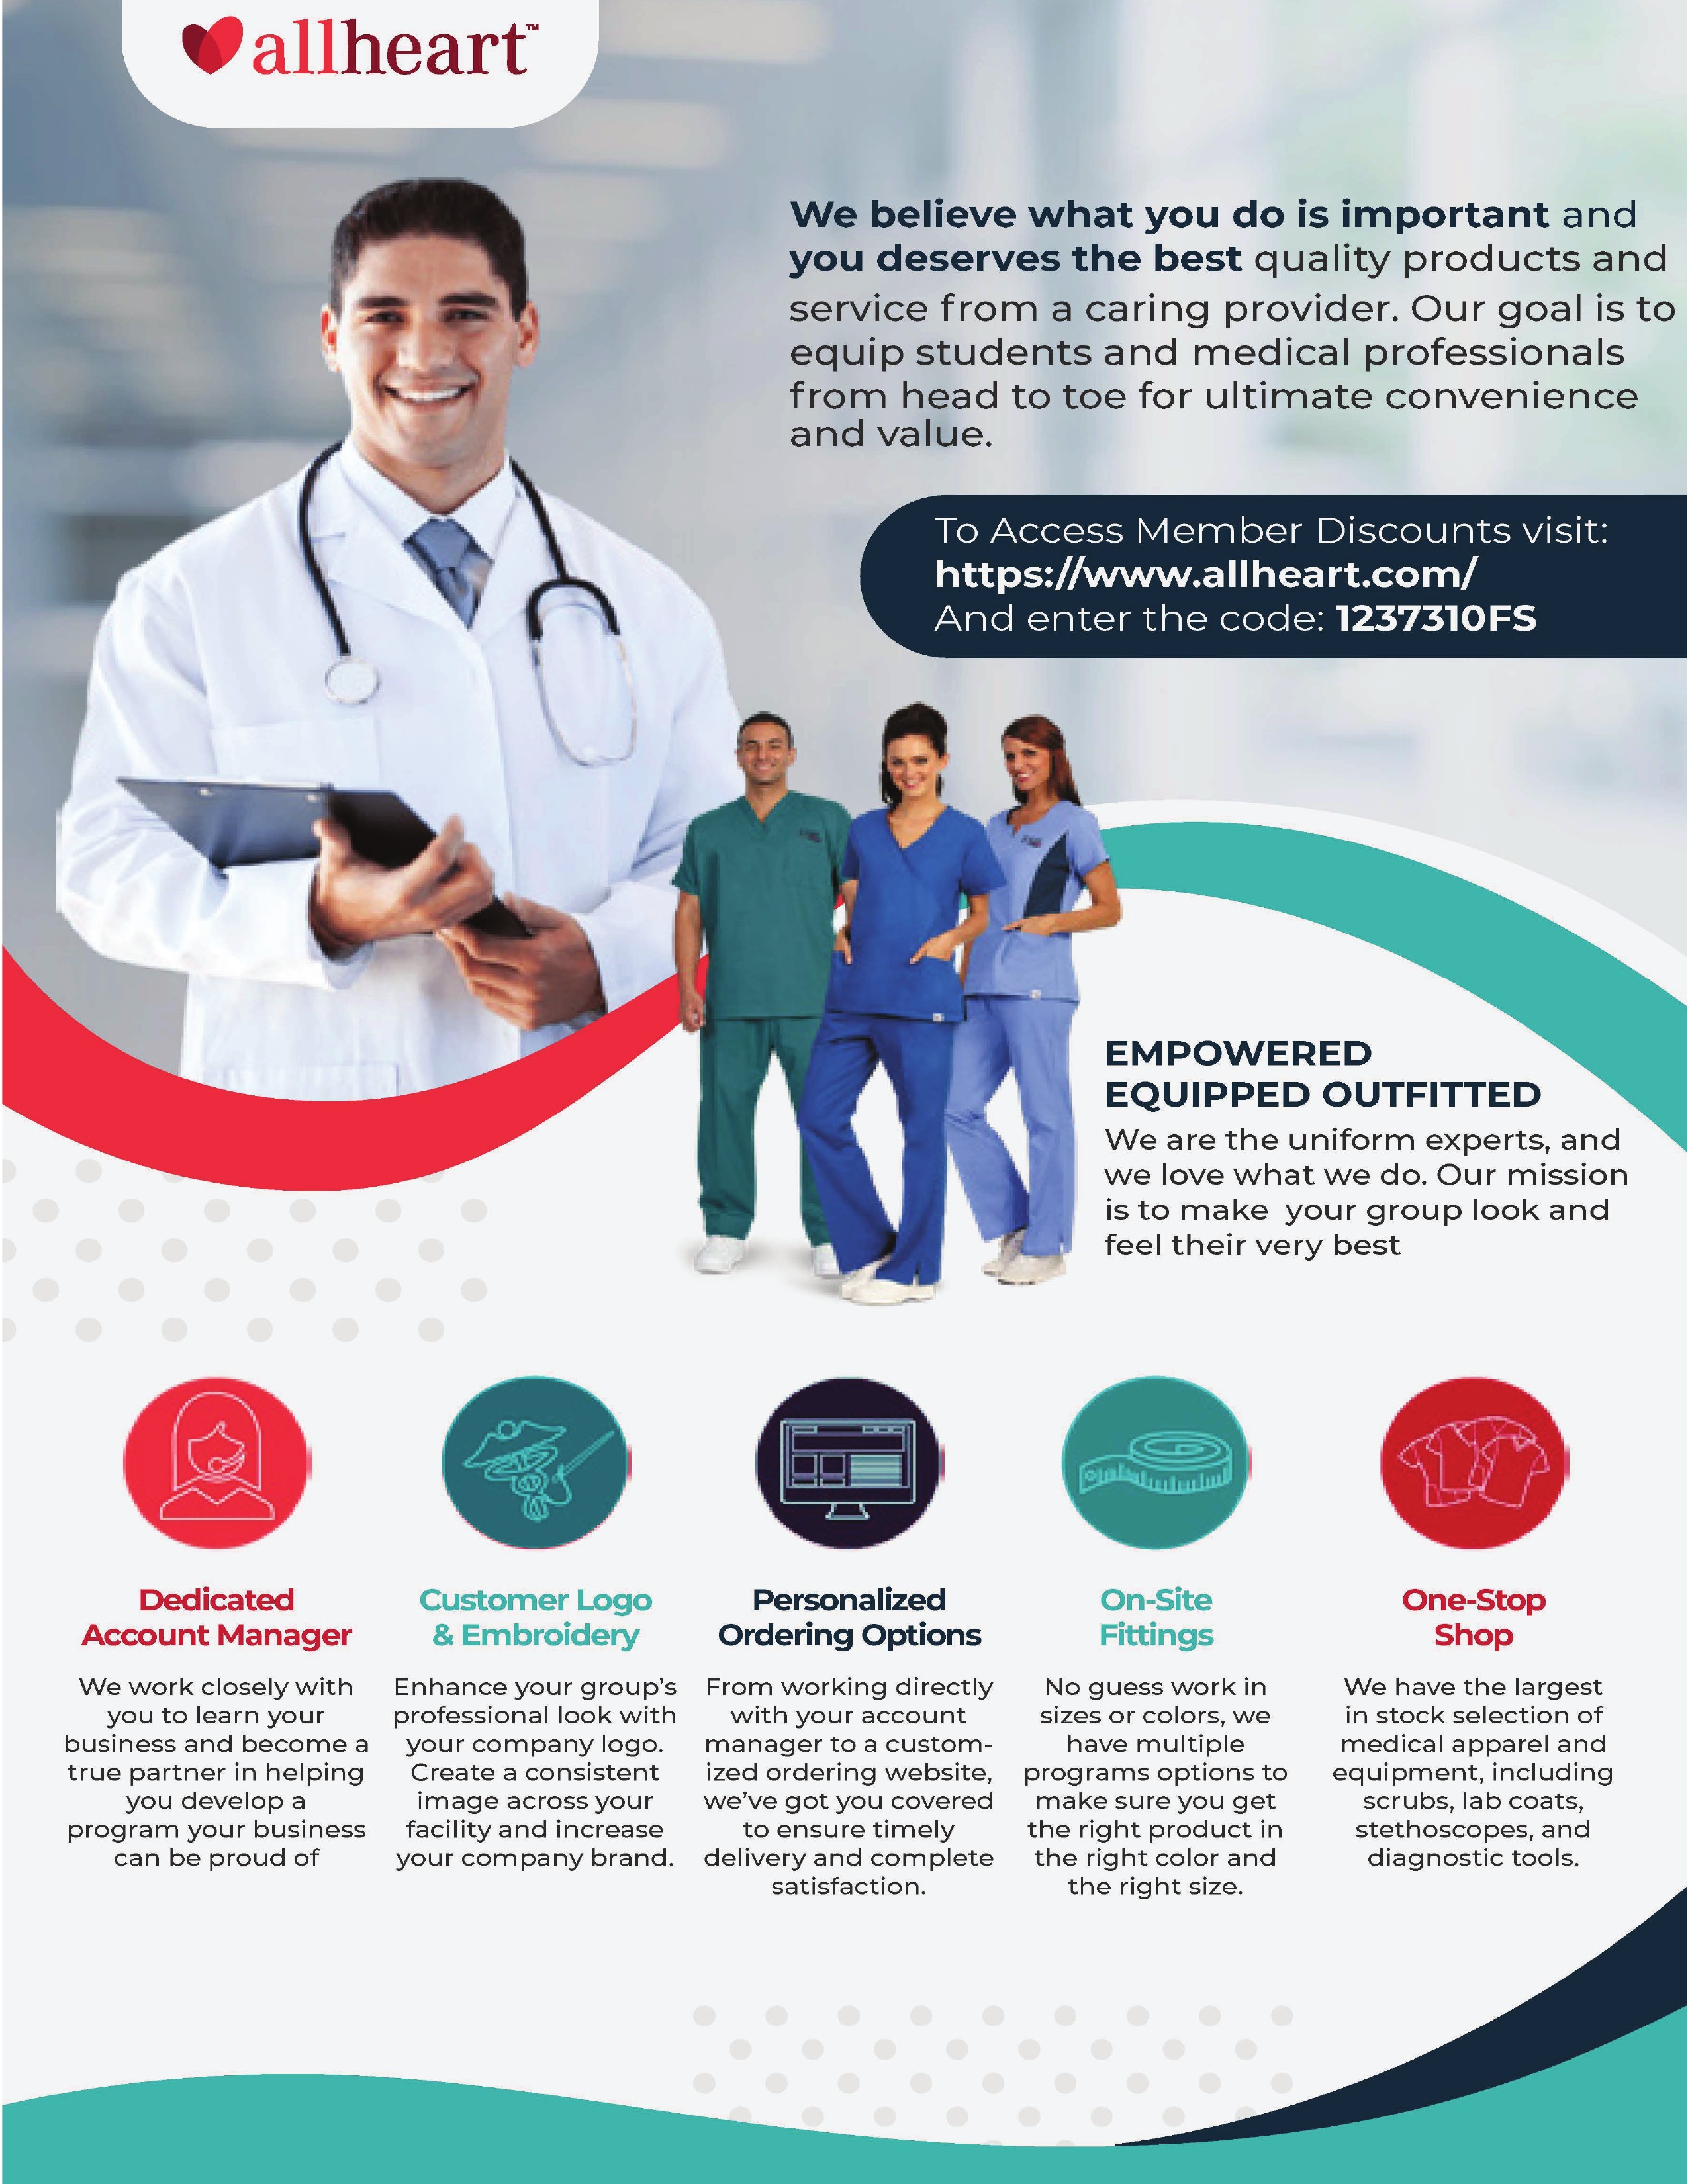 allheart™
We believe what you do is important and
you deserves the best quality products and
service from a caring provider. Our goal is to
equip students and medical professionals
from head to toe for ultimate convenience
and value.
To Access Member Discounts visit:
https://www.allheart.com/
And enter the code: 1237310FS
EMPOWERED
EQUIPPED OUTFITTED
We are the uniform experts, and
we love what we do. Our mission
is to make your group look and
feel their very best
Dedicated
Account Manager
We work closely with
you to learn your
business and become a
true partner in helping
you develop a
program your business
can be proud of
Customer Logo
& Embroidery
Enhance your group's
professional look with
your company logo.
Create a consistent
image across your
facility and increase
your company brand.
Personalized
Ordering Options
From working directly
with your account
manager to a custom-
ized ordering website,
we've got you covered
to ensure timely
delivery and complete
satisfaction.
On-Site
Fittings
No guess work in
sizes or colors, we
have multiple
programs options to
make sure you get
the right product in
the right color and
the right size.
One-Stop
Shop
We have the largest
in stock selection of
medical apparel and
equipment, including
scrubs, lab coats,
stethoscopes, and
diagnostic tools.